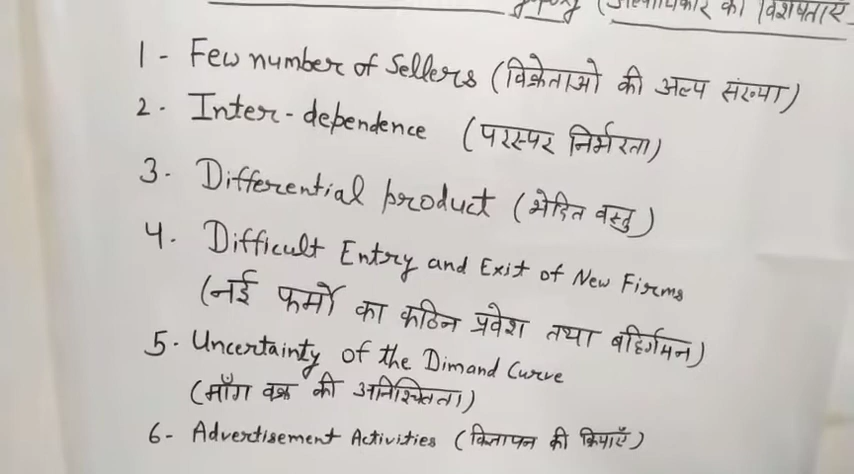 (अल्पाधिकार की विशेषताएँ
1 - Few number of Sellers (विक्रेताओ की अल्प संख्या)
2. Inter-dependence (परस्पर निर्भरता)
3. Differential product (भेदित वस्तु)
4. Difficult Entry and Exit of New Firms
(नई फर्मों का कठिन प्रवेश तथा बहिर्गमन)
5. Uncertainty of the Dimand Curve
(माँग वक्र की अनिश्चितता)
6- Advertisement Activities (विज्ञापन की क्रियाएँ)